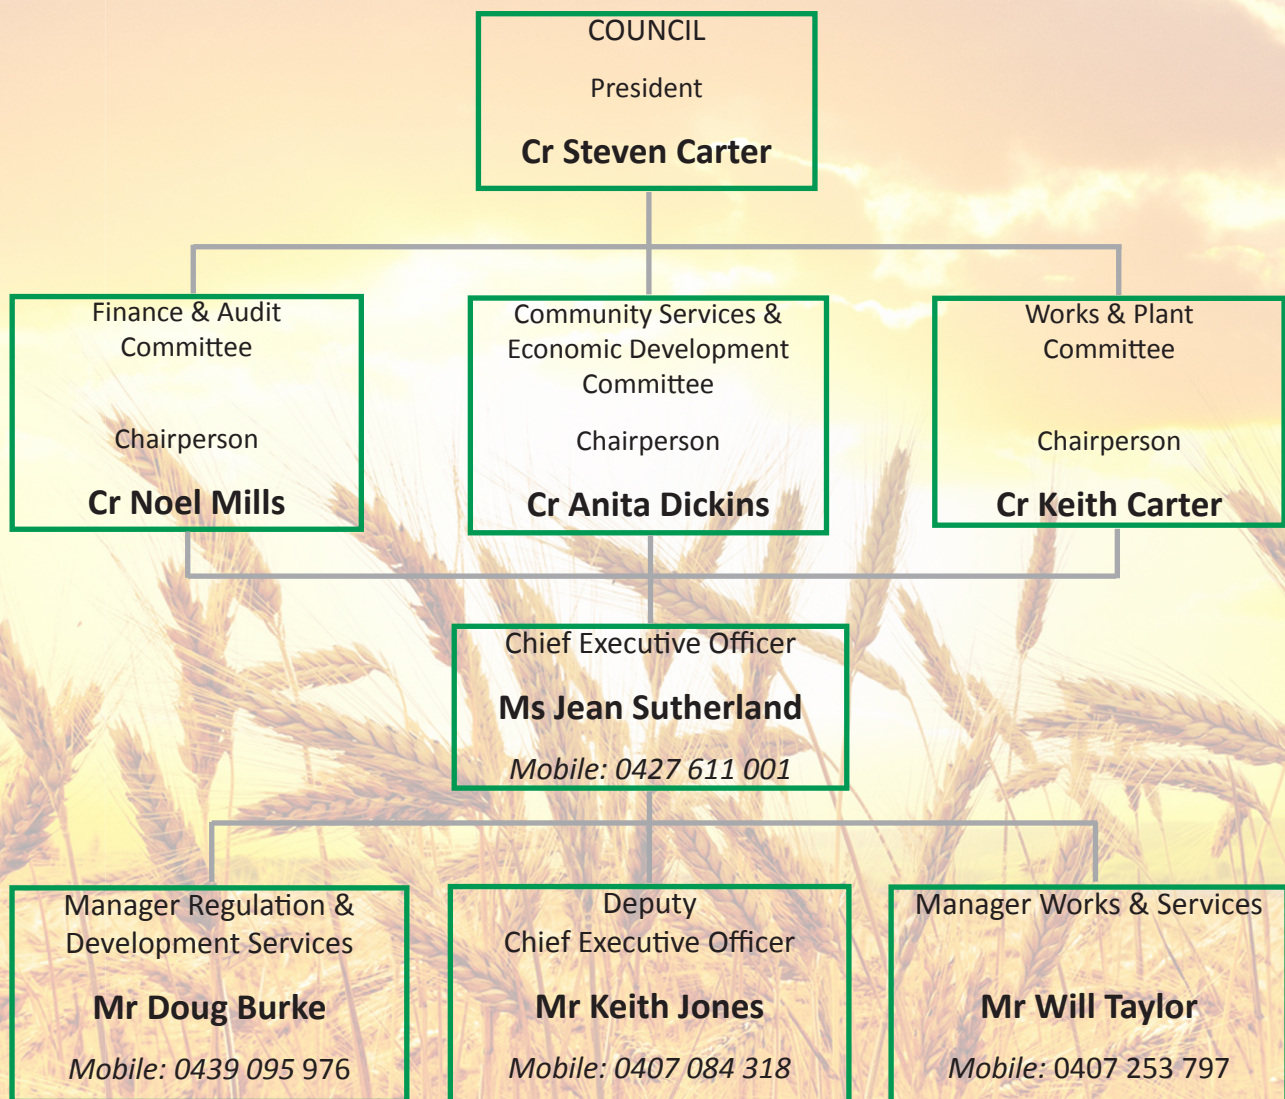 COUNCIL
President
Cr Steven Carter
Finance & Audit
Committee
Chairperson
Cr Noel Mills
Community Services &
Economic Development
Committee
Chairperson
Cr Anita Dickins
Works & Plant
Committee
Chairperson
Cr Keith Carter
Chief Executive Officer
Ms Jean Sutherland
Mobile: 0427 611 001
Manager Regulation &
Development Services
Mr Doug Burke
Mobile: 0439 095 976
Deputy
Chief Executive Officer
Mr Keith Jones
Mobile: 0407 084 318
Manager Works & Services
Mr Will Taylor
Mobile: 0407 253 797